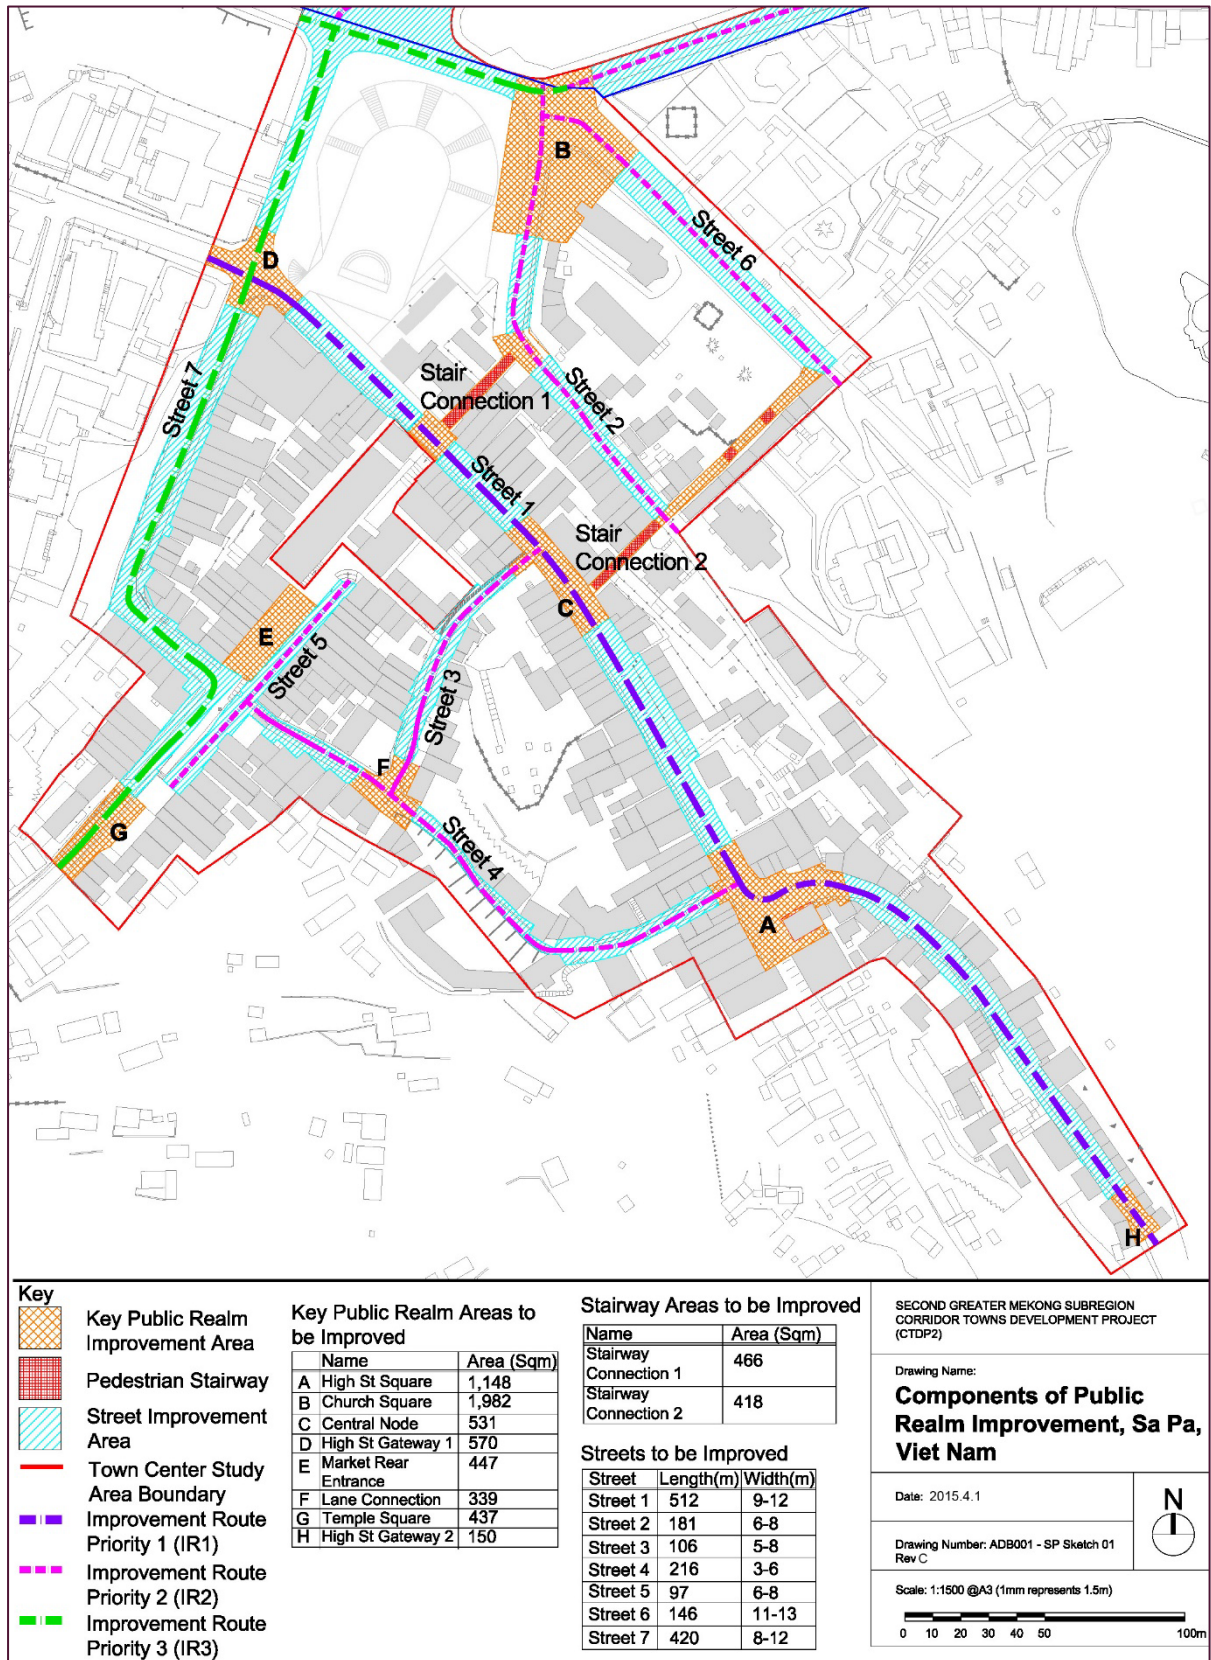 B
D
Street 6
Street 7
Stair
Connection 1
Street 2
Street 1
Stair
Connection 2
C
E
Street 5
Street 3
F
G
Street 4
A
H
Key
Key Public Realm
Improvement Area
Pedestrian Stairway
Street Improvement
Area
Town Center Study
Area Boundary
Improvement Route
Priority 1 (IR1)
Improvement Route
Priority 2 (IR2)
Improvement Route
Priority 3 (IR3)
Key Public Realm Areas to
be Improved
Name Area (Sqm)
A High St Square 1,148
B Church Square 1,982
C Central Node 531
D High St Gateway 1 570
E Market Rear Entrance 447
F Lane Connection 339
G Temple Square 437
H High St Gateway 2 150
Stairway Areas to be Improved
Name Area (Sqm)
Stairway
Connection 1 466
Stairway
Connection 2 418
Streets to be Improved
Street Length(m) Width(m)
Street 1 512 9-12
Street 2 181 6-8
Street 3 106 5-8
Street 4 216 3-6
Street 5 97 6-8
Street 6 146 11-13
Street 7 420 8-12
SECOND GREATER MEKONG SUBREGION
CORRIDOR TOWNS DEVELOPMENT PROJECT
(CTDP2)
Drawing Name:
Components of Public
Realm Improvement, Sa Pa,
Viet Nam
Date: 2015.4.1
N
Drawing Number: ADB001 - SP Sketch 01
Rev C
Scale: 1:1500 @A3 (1mm represents 1.5m)
0 10 20 30 40 50 100m